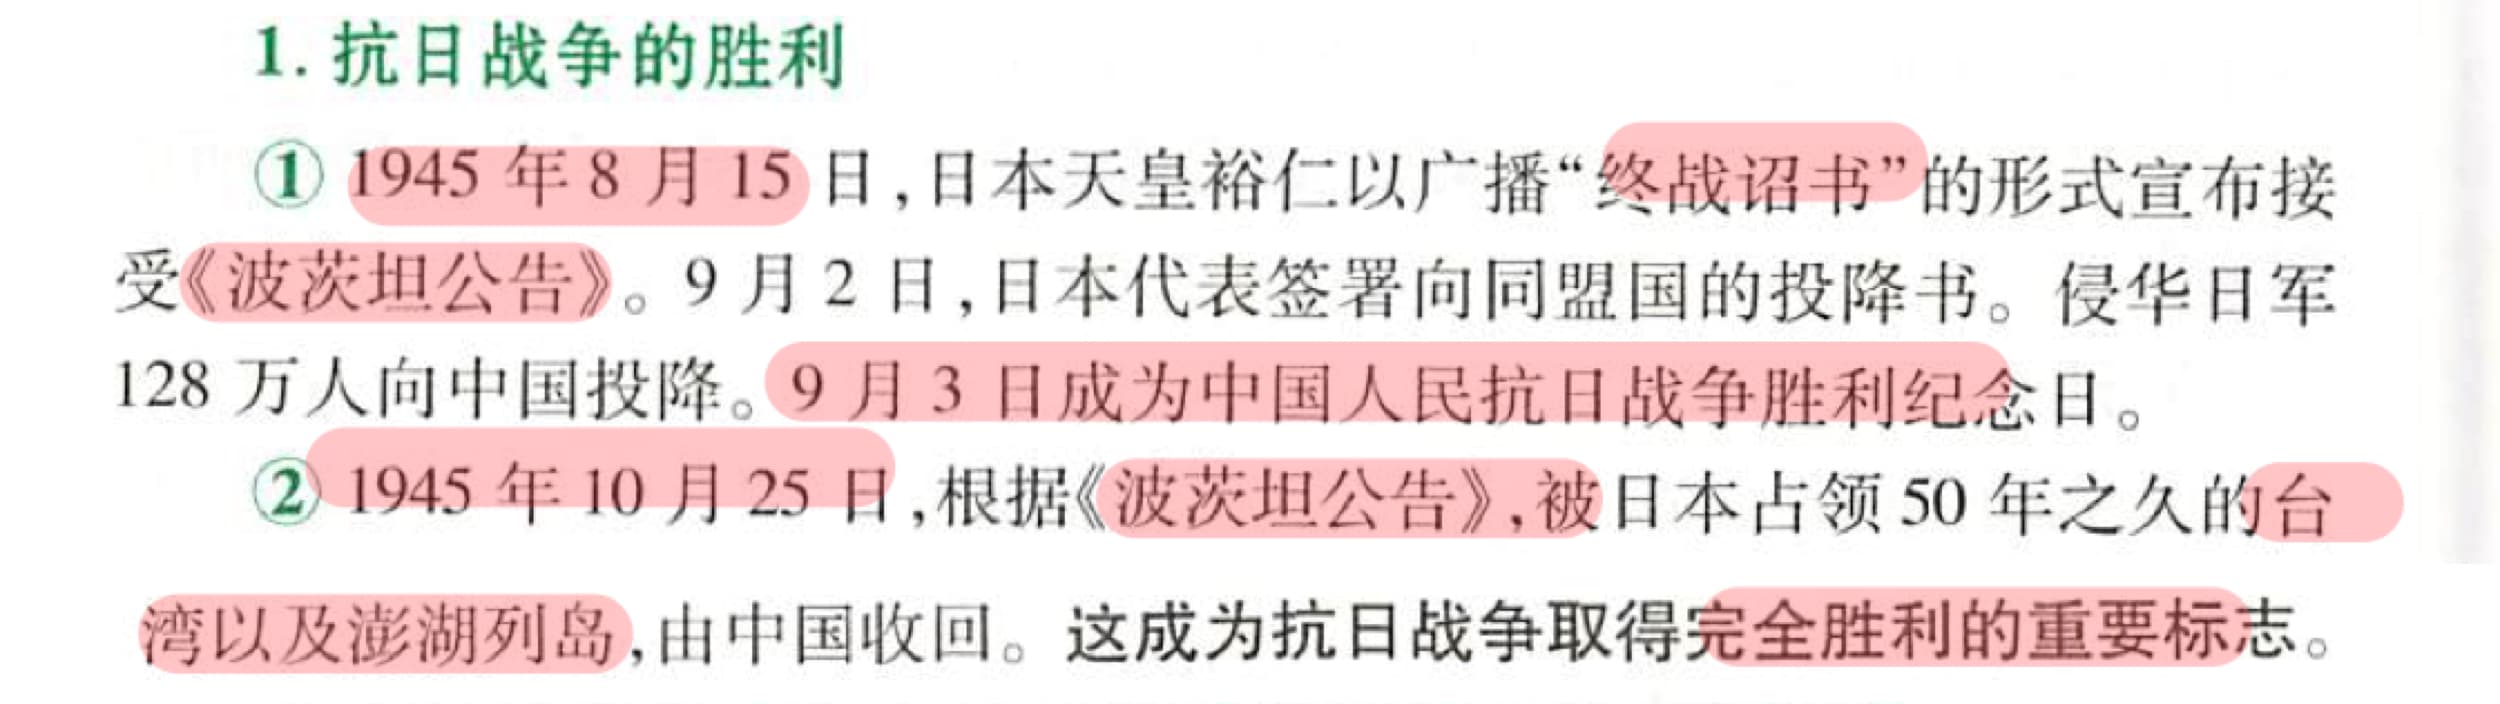 1. 抗日战争的胜利
① 1945 年 8 月 15 日,日本天皇裕仁以广播“终战诏书”的形式宣布接
受《波茨坦公告》。9 月 2 日,日本代表签署向同盟国的投降书。侵华日军
128 万人向中国投降。9 月 3 日成为中国人民抗日战争胜利纪念日。
② 1945 年 10 月 25 日,根据《波茨坦公告》,被日本占领 50 年之久的台
湾以及澎湖列岛,由中国收回。这成为抗日战争取得完全胜利的重要标志。